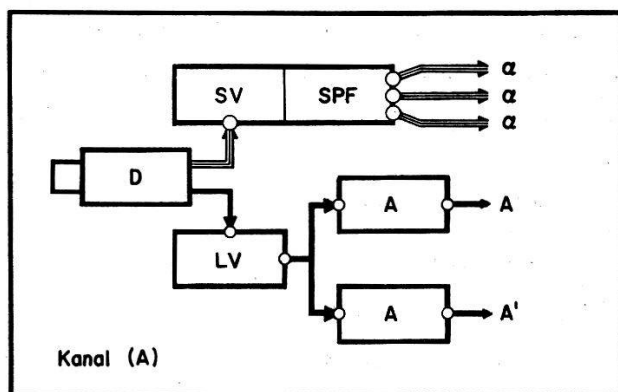 SV SPF
α
α
α
D
LV
A A
A A'
Kanal (A)